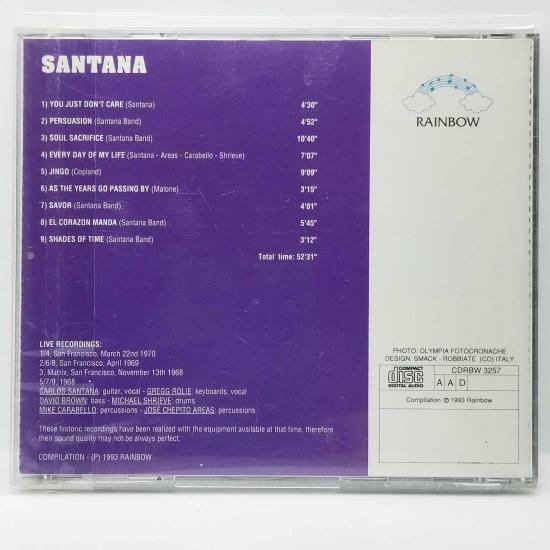 SANTANA
1) YOU JUST DON'T CARE (Santana) 4'30"
2) PERSUASION (Santana Band) 4'52"
3) SOUL SACRIFICE (Santana Band) 10'40"
4) EVERY DAY OF MY LIFE (Santana - Areas - Carabello - Shrieve) 7'07"
5) JINGO (Copland) 9'09"
6) AS THE YEARS GO PASSING BY (Malone) 3'15"
7) SAVOR (Santana Band) 4'01"
8) EL CORAZON MANDA (Santana Band) 5'45"
9) SHADES OF TIME (Santana Band) 3'12"
Total time: 52'31"
LIVE RECORDINGS:
1/4, San Francisco, March 22nd 1970
2/6/8, San Francisco, April 1969
3, Matrix, San Francisco, November 13th 1968
5/7/9, 1968
CARLOS SANTANA: guitar, vocal - GREGG ROLIE: keyboards, vocal
DAVID BROWN: bass - MICHAEL SHRIEVE: drums
MIKE CARABELLO: percussions - JOSE CHEPITO AREAS: percussions
These historic recordings have been realized with the equipment available at that time, therefore
their sound quality may not be always perfect.
COMPILATION - (P) 1993 RAINBOW
RAINBOW
PHOTO: OLYMPIA FOTOCRONACHE
DESIGN: SMACK - ROBBIATE (CO) ITALY
CDRBW 3257
COMPACT
disc
DIGITAL AUDIO
A A D
Compilation ℗ 1993 Rainbow